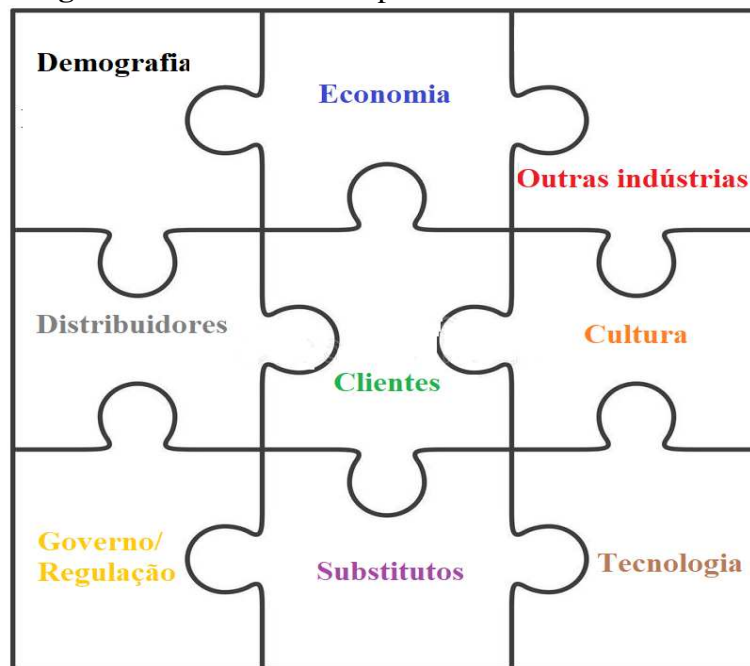 Demografia
Economia
Outras indústrias
Distribuidores
Cultura
Clientes
Governo/
Regulação
Substitutos
Tecnologia